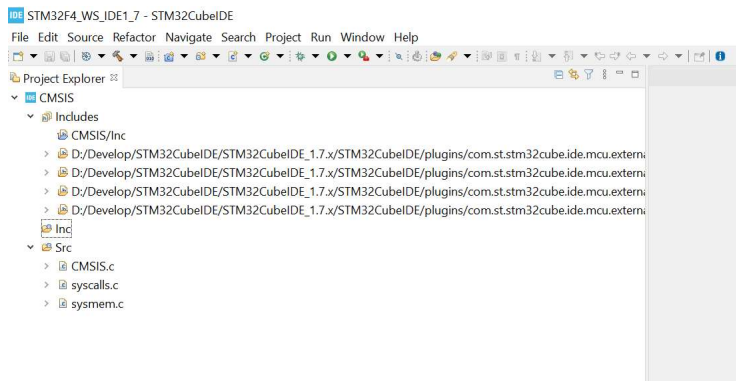 IDE STM32F4_WS_IDE1_7 - STM32CubeIDE
File Edit Source Refactor Navigate Search Project Run Window Help
Project Explorer
IDE CMSIS
Includes
CMSIS/Inc
D:/Develop/STM32CubeIDE/STM32CubeIDE_1.7.x/STM32CubeIDE/plugins/com.st.stm32cube.ide.mcu.externa
D:/Develop/STM32CubeIDE/STM32CubeIDE_1.7.x/STM32CubeIDE/plugins/com.st.stm32cube.ide.mcu.externa
D:/Develop/STM32CubeIDE/STM32CubeIDE_1.7.x/STM32CubeIDE/plugins/com.st.stm32cube.ide.mcu.externa
D:/Develop/STM32CubeIDE/STM32CubeIDE_1.7.x/STM32CubeIDE/plugins/com.st.stm32cube.ide.mcu.externa
Inc
Src
CMSIS.c
syscalls.c
sysmem.c